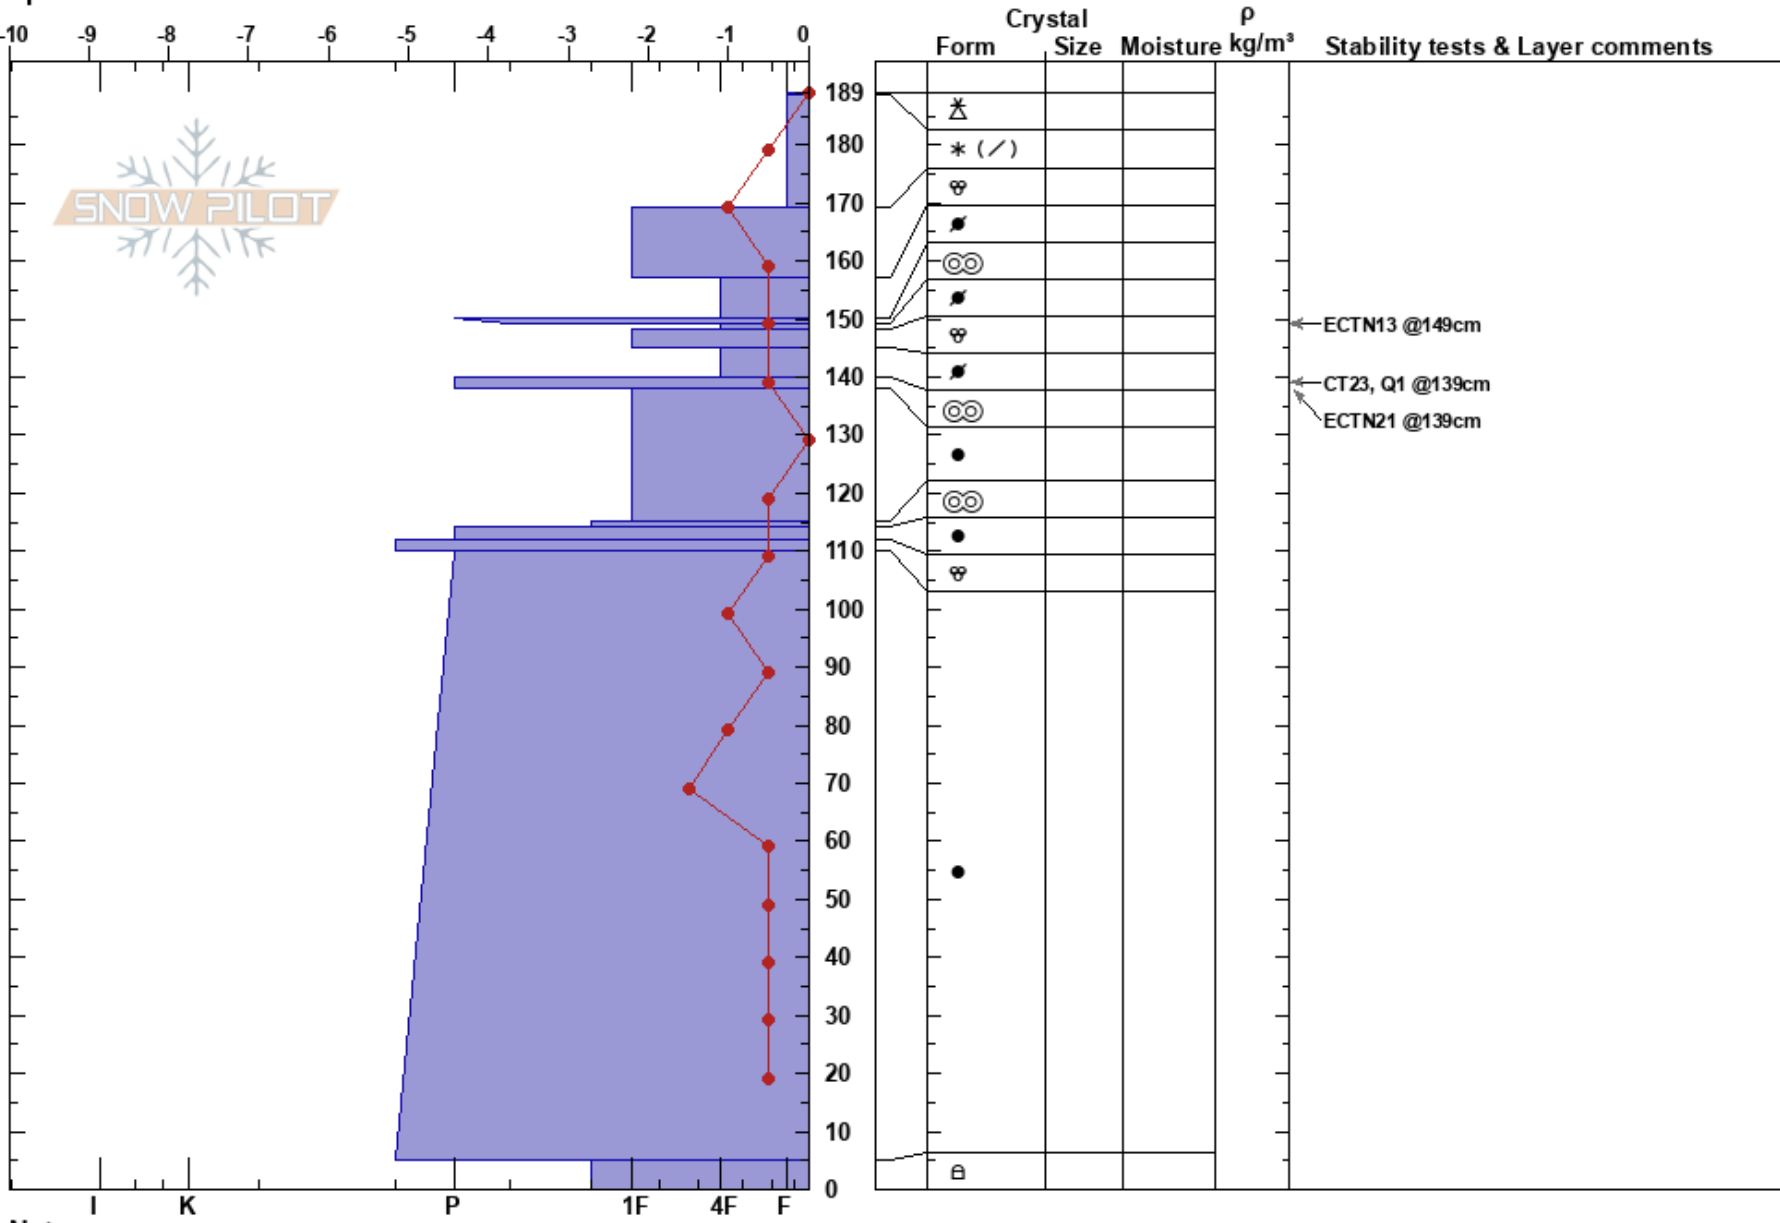 Crystal ρ
-10 -9 -8 -7 -6 -5 -4 -3 -2 -1 0 Form Size Moisture kg/m³ Stability tests & Layer comments
189
180
SNOW PILOT
170
160
150 ECTN13 @149cm
140 CT23, Q1 @139cm
ECTN21 @139cm
130
120
110
100
90
80
70
60
50
40
30
20
10
0
I K P 1F 4F F